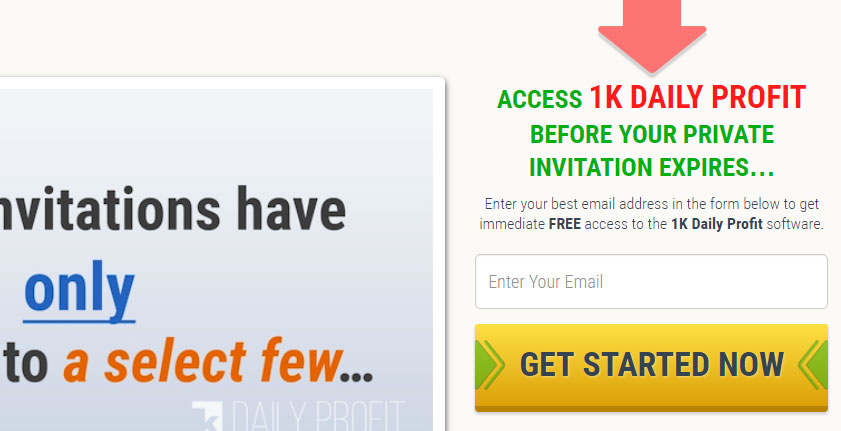 ACCESS 1K DAILY PROFIT
BEFORE YOUR PRIVATE
INVITATION EXPIRES...
Enter your best email address in the form below to get
immediate FREE access to the 1K Daily Profit software.
Enter Your Email
GET STARTED NOW
nvitations have
only
to a select few...
1K DAILY PROFIT